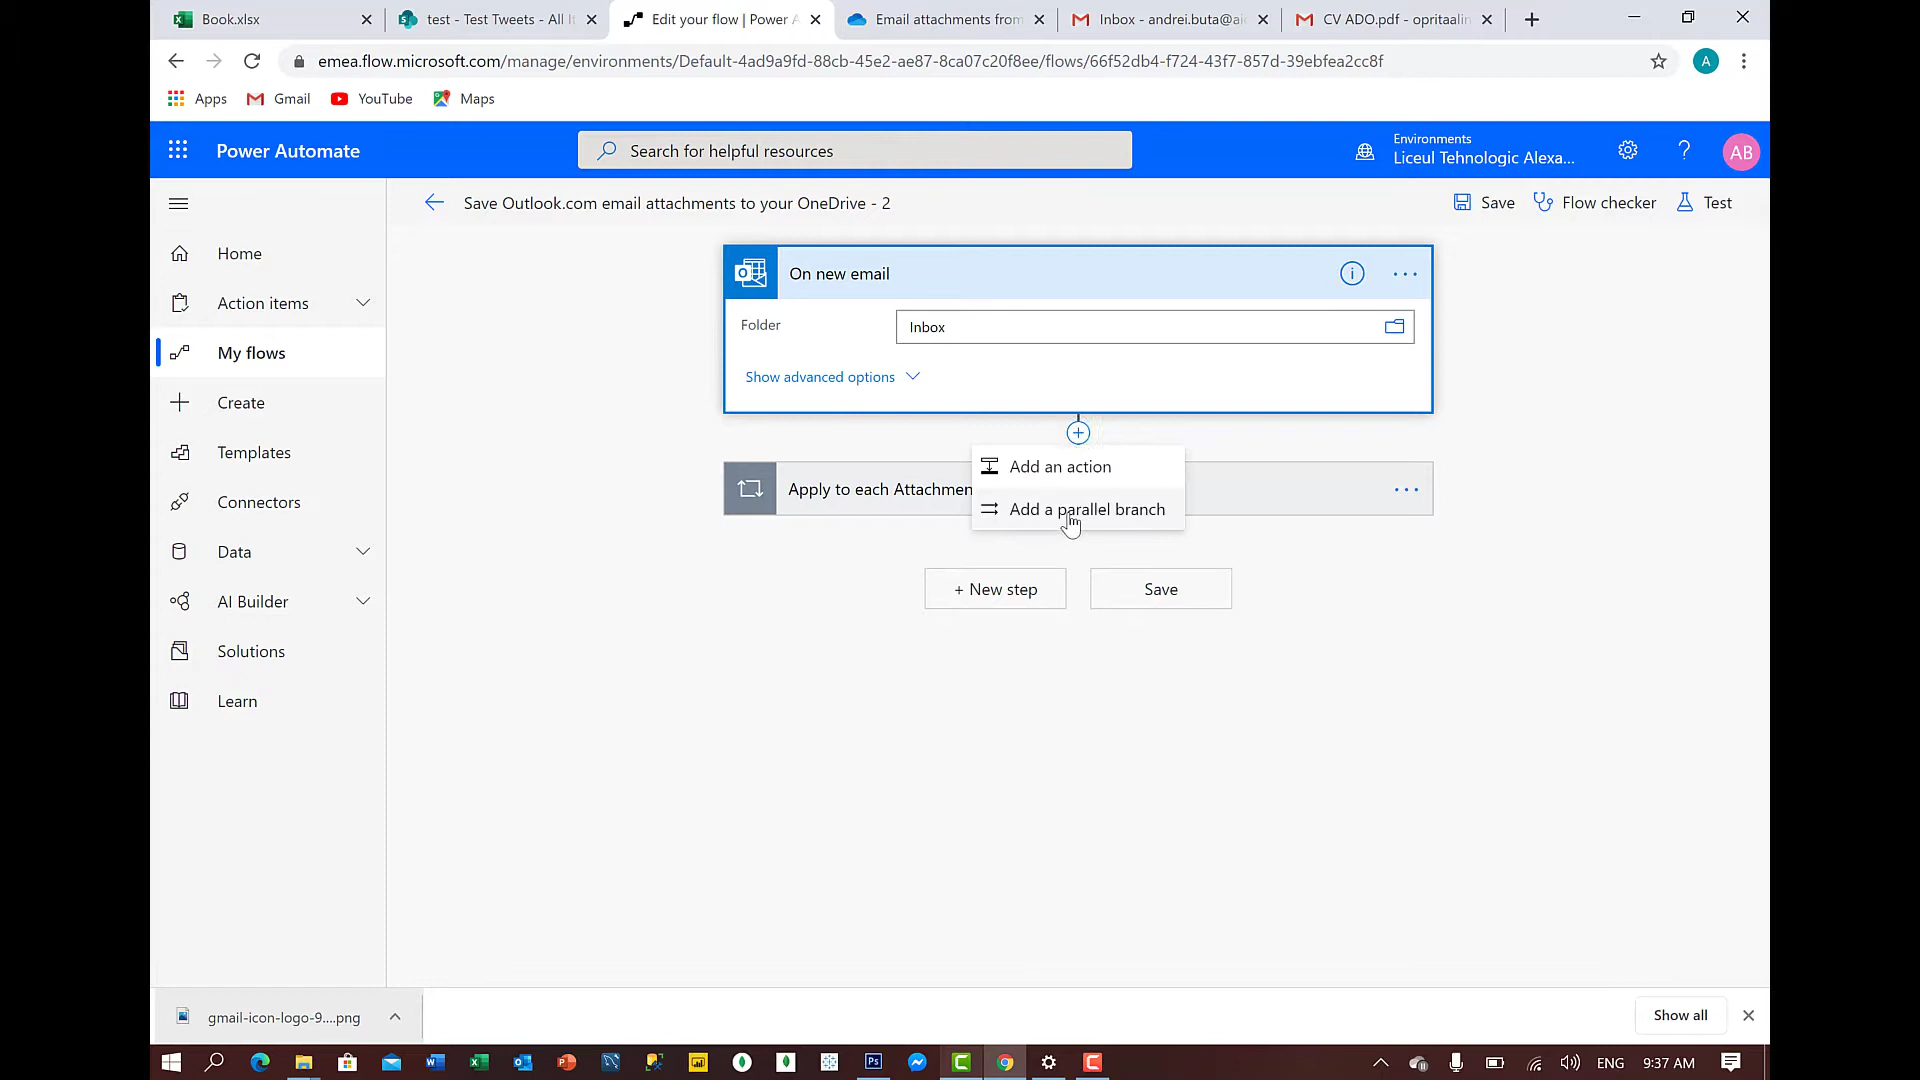 Book.xlsx
test - Test Tweets - All It
Edit your flow | Power A
Email attachments from
Inbox - andrei.buta@aic
CV ADO.pdf - opritaalin
emea.flow.microsoft.com/manage/environments/Default-4ad9a9fd-88cb-45e2-ae87-8ca07c20f8ee/flows/66f52db4-f724-43f7-857d-39ebfea2cc8f
A
Apps
Gmail
YouTube
Maps
Power Automate
Search for helpful resources
Environments
Liceul Tehnologic Alexa...
AB
Save Outlook.com email attachments to your OneDrive - 2
Save
Flow checker
Test
Home
Action items
My flows
Create
Templates
Connectors
Data
AI Builder
Solutions
Learn
On new email
Folder
Inbox
Show advanced options
Add an action
Apply to each Attachmen
Add a parallel branch
+ New step
Save
gmail-icon-logo-9....png
Show all
ENG
9:37 AM